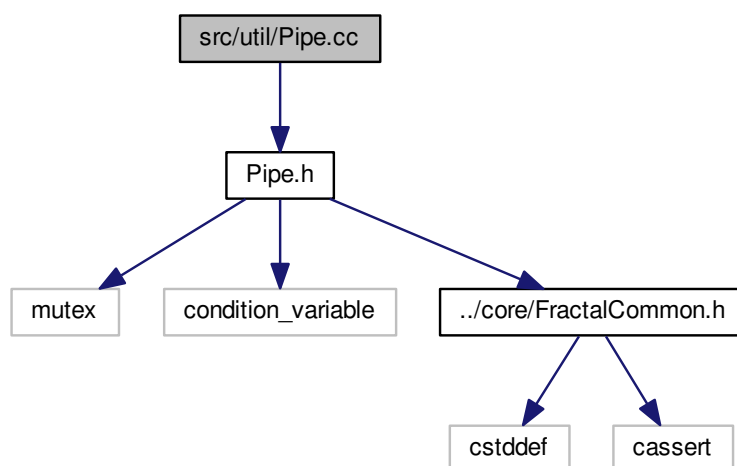 src/util/Pipe.cc
Pipe.h
mutex
condition_variable
../core/FractalCommon.h
cstddef
cassert